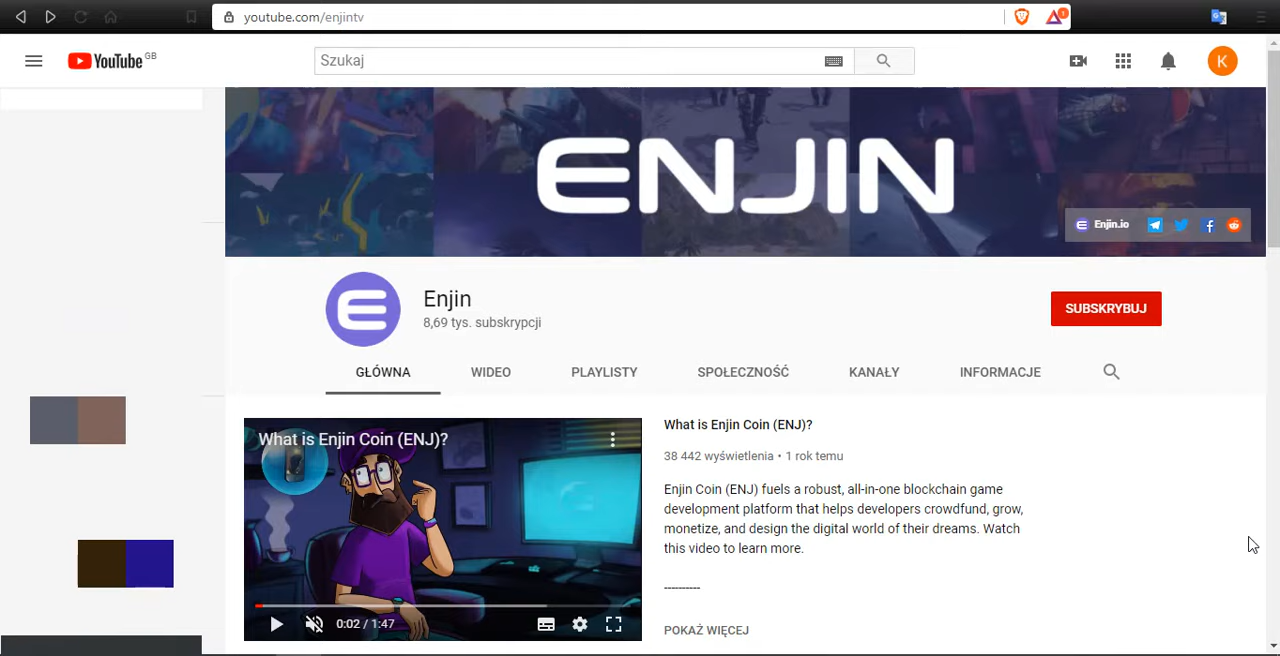 youtube.com/enjintv
1
YouTube GB
Szukaj
K
ENJIN
Enjin.io
Enjin
8,69 tys. subskrypcji
SUBSKRYBUJ
GŁÓWNA WIDEO PLAYLISTY SPOŁECZNOŚĆ KANAŁY INFORMACJE
What is Enjin Coin (ENJ)?
0:02 / 1:47
What is Enjin Coin (ENJ)?
38 442 wyświetlenia • 1 rok temu
Enjin Coin (ENJ) fuels a robust, all-in-one blockchain game
development platform that helps developers crowdfund, grow,
monetize, and design the digital world of their dreams. Watch
this video to learn more.
----------
POKAŻ WIĘCEJ